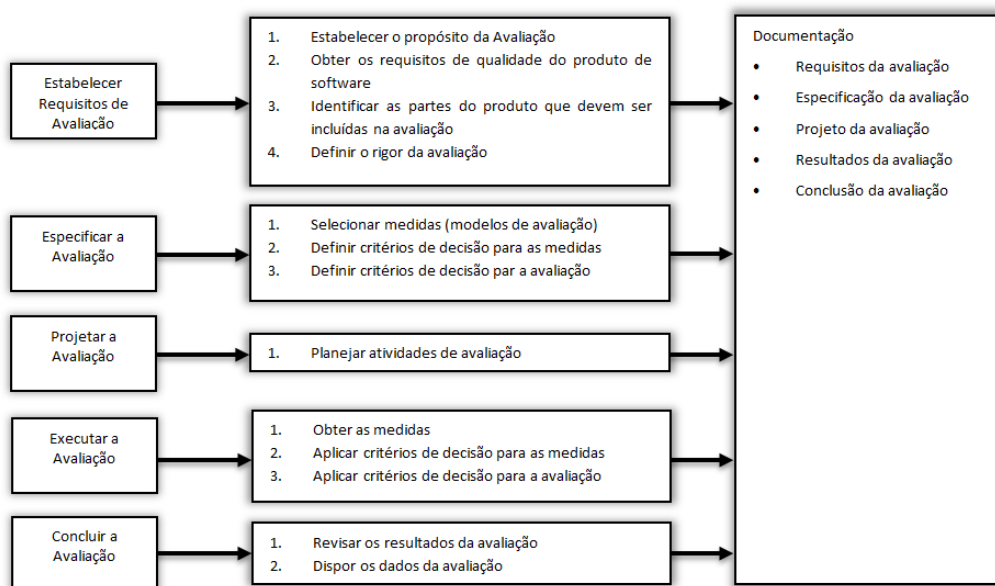 Estabelecer
Requisitos de
Avaliação
1. Estabelecer o propósito da Avaliação
2. Obter os requisitos de qualidade do produto de
software
3. Identificar as partes do produto que devem ser
incluídas na avaliação
4. Definir o rigor da avaliação
Documentação
• Requisitos da avaliação
• Especificação da avaliação
• Projeto da avaliação
• Resultados da avaliação
• Conclusão da avaliação
Especificar a
Avaliação
1. Selecionar medidas (modelos de avaliação)
2. Definir critérios de decisão para as medidas
3. Definir critérios de decisão par a avaliação
Projetar a
Avaliação
1. Planejar atividades de avaliação
Executar a
Avaliação
1. Obter as medidas
2. Aplicar critérios de decisão para as medidas
3. Aplicar critérios de decisão para a avaliação
Concluir a
Avaliação
1. Revisar os resultados da avaliação
2. Dispor os dados da avaliação